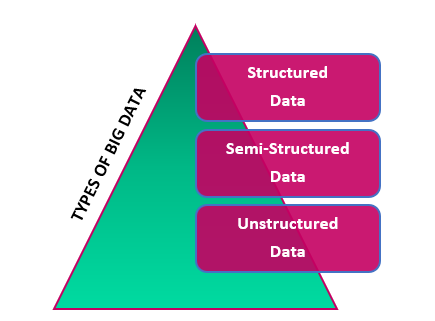 TYPES OF BIG DATA
Structured
Data
Semi-Structured
Data
Unstructured
Data